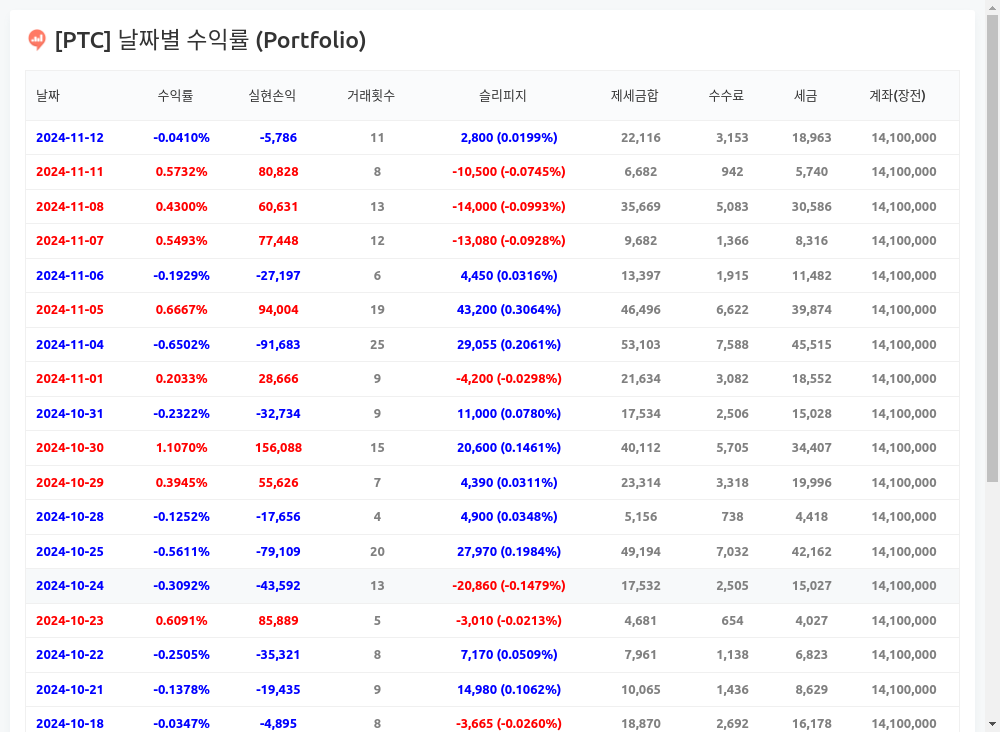 [PTC] 날짜별 수익률 (Portfolio)
날짜 수익률 실현손익 거래횟수 슬리피지 제세금합 수수료 세금 계좌(장전)
2024-11-12 -0.0410% -5,786 11 2,800 (0.0199%) 22,116 3,153 18,963 14,100,000
2024-11-11 0.5732% 80,828 8 -10,500 (-0.0745%) 6,682 942 5,740 14,100,000
2024-11-08 0.4300% 60,631 13 -14,000 (-0.0993%) 35,669 5,083 30,586 14,100,000
2024-11-07 0.5493% 77,448 12 -13,080 (-0.0928%) 9,682 1,366 8,316 14,100,000
2024-11-06 -0.1929% -27,197 6 4,450 (0.0316%) 13,397 1,915 11,482 14,100,000
2024-11-05 0.6667% 94,004 19 43,200 (0.3064%) 46,496 6,622 39,874 14,100,000
2024-11-04 -0.6502% -91,683 25 29,055 (0.2061%) 53,103 7,588 45,515 14,100,000
2024-11-01 0.2033% 28,666 9 -4,200 (-0.0298%) 21,634 3,082 18,552 14,100,000
2024-10-31 -0.2322% -32,734 9 11,000 (0.0780%) 17,534 2,506 15,028 14,100,000
2024-10-30 1.1070% 156,088 15 20,600 (0.1461%) 40,112 5,705 34,407 14,100,000
2024-10-29 0.3945% 55,626 7 4,390 (0.0311%) 23,314 3,318 19,996 14,100,000
2024-10-28 -0.1252% -17,656 4 4,900 (0.0348%) 5,156 738 4,418 14,100,000
2024-10-25 -0.5611% -79,109 20 27,970 (0.1984%) 49,194 7,032 42,162 14,100,000
2024-10-24 -0.3092% -43,592 13 -20,860 (-0.1479%) 17,532 2,505 15,027 14,100,000
2024-10-23 0.6091% 85,889 5 -3,010 (-0.0213%) 4,681 654 4,027 14,100,000
2024-10-22 -0.2505% -35,321 8 7,170 (0.0509%) 7,961 1,138 6,823 14,100,000
2024-10-21 -0.1378% -19,435 9 14,980 (0.1062%) 10,065 1,436 8,629 14,100,000
2024-10-18 -0.0347% -4,895 8 -3,665 (-0.0260%) 18,870 2,692 16,178 14,100,000